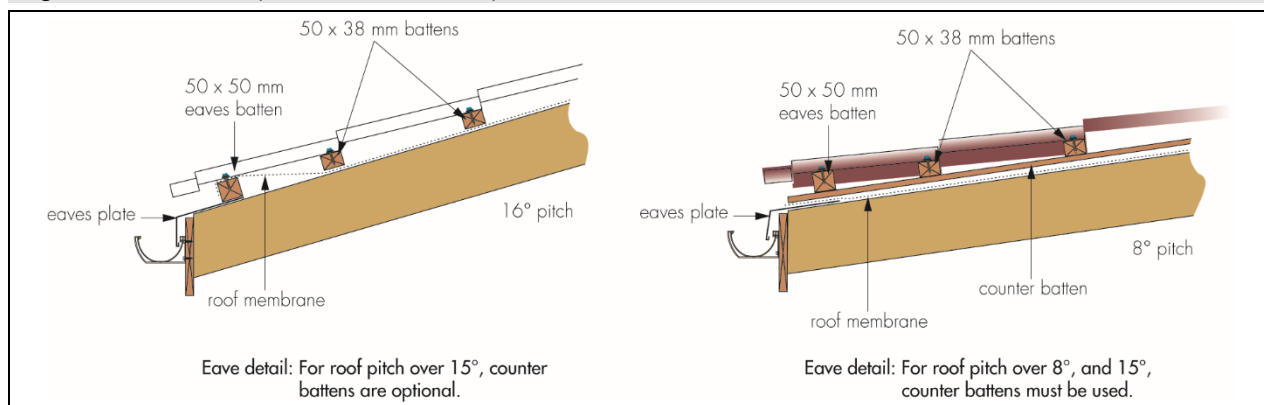 50 x 38 mm battens
50 x 50 mm
eaves batten
eaves plate
16° pitch
roof membrane
Eave detail: For roof pitch over 15°, counter
battens are optional.
50 x 38 mm battens
50 x 50 mm
eaves batten
eaves plate
8° pitch
counter batten
roof membrane
Eave detail: For roof pitch over 8°, and 15°,
counter battens must be used.